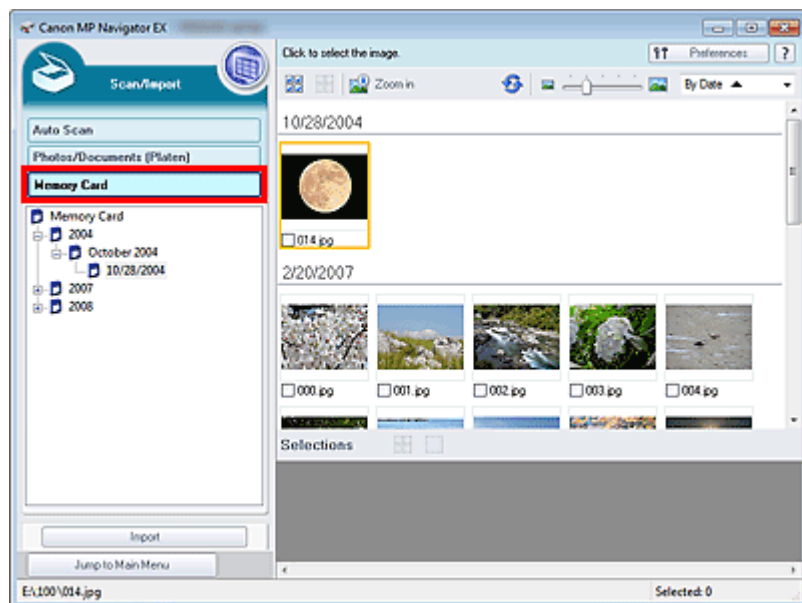 Canon MP Navigator EX
Scan/Import
Click to select the image.
Preferences
?
Zoom in
By Date
Auto Scan
Photos/Documents (Platen)
Memory Card
Memory Card
2004
October 2004
10/28/2004
2007
2008
10/28/2004
014.jpg
2/20/2007
000.jpg
001.jpg
002.jpg
003.jpg
004.jpg
Selections
Import
Jump to Main Menu
E:\100\014.jpg
Selected: 0